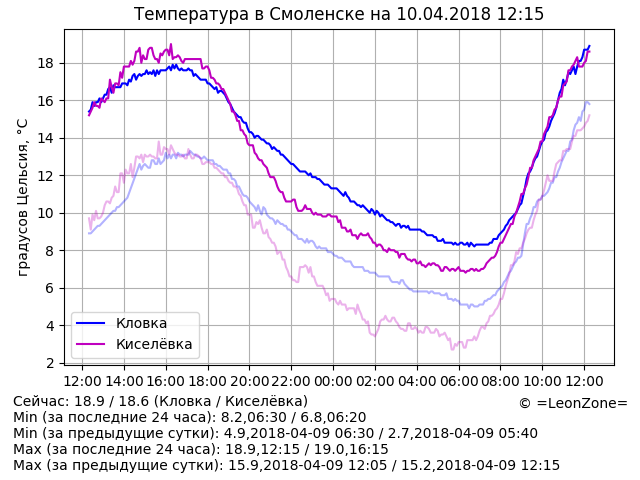 Температура в Смоленске на 10.04.2018 12:15
градусов Цельсия, °C
18
16
14
12
10
8
6
4
2
Кловка
Киселёвка
12:00 14:00 16:00 18:00 20:00 22:00 00:00 02:00 04:00 06:00 08:00 10:00 12:00
Сейчас: 18.9 / 18.6 (Кловка / Киселёвка)
© =LeonZone=
Min (за последние 24 часа): 8.2,06:30 / 6.8,06:20
Min (за предыдущие сутки): 4.9,2018-04-09 06:30 / 2.7,2018-04-09 05:40
Max (за последние 24 часа): 18.9,12:15 / 19.0,16:15
Max (за предыдущие сутки): 15.9,2018-04-09 12:05 / 15.2,2018-04-09 12:15